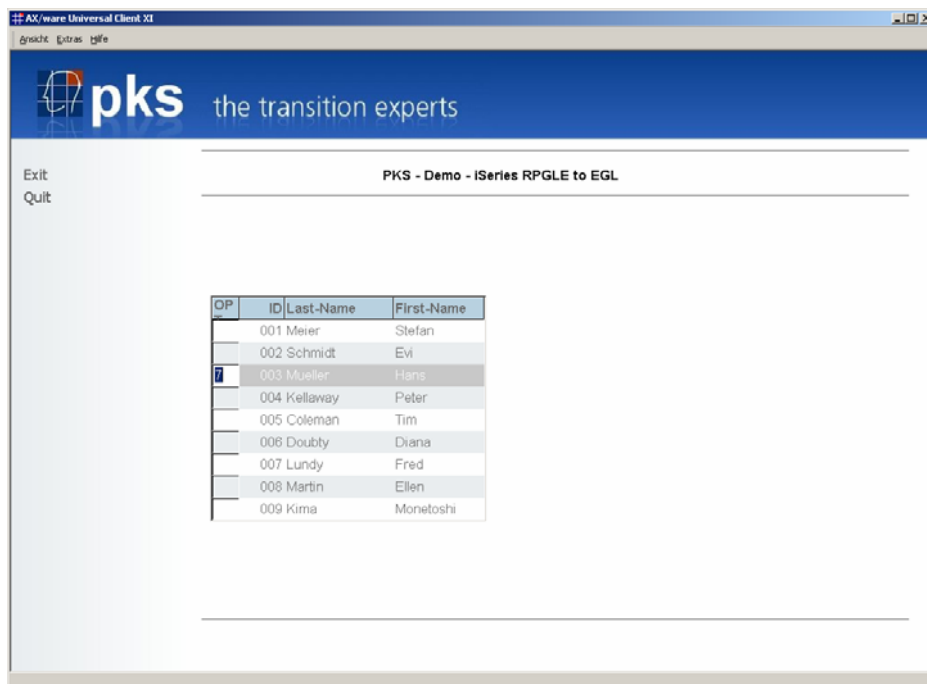 AX/ware Universal Client XI
Ansicht Extras Hilfe
pks the transition experts
Exit
Quit
PKS - Demo - iSeries RPGLE to EGL
OP ID Last-Name First-Name
001 Meier Stefan
002 Schmidt Evi
7 003 Mueller Hans
004 Kellaway Peter
005 Coleman Tim
006 Doubty Diana
007 Lundy Fred
008 Martin Ellen
009 Kima Monetoshi